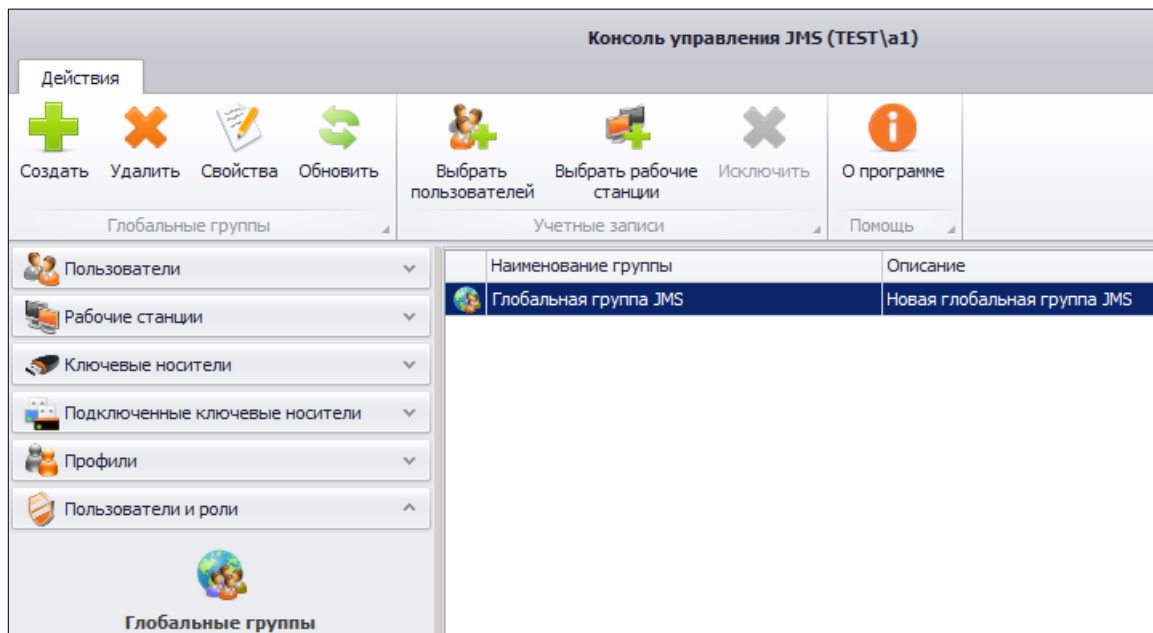 Консоль управления JMS (TEST\a1)
Действия
Создать Удалить Свойства Обновить Выбрать пользователей Выбрать рабочие станции Исключить О программе
Глобальные группы Учетные записи Помощь
Пользователи
Рабочие станции
Ключевые носители
Подключенные ключевые носители
Профили
Пользователи и роли
Глобальные группы
Наименование группы Описание
Глобальная группа JMS Новая глобальная группа JMS